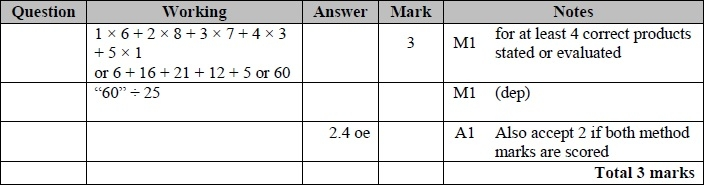 Question Working Answer Mark Notes
1 × 6 + 2 × 8 + 3 × 7 + 4 × 3 3 M1 for at least 4 correct products
+ 5 × 1 stated or evaluated
or 6 + 16 + 21 + 12 + 5 or 60
“60” ÷ 25 M1 (dep)
2.4 oe A1 Also accept 2 if both method
marks are scored
Total 3 marks